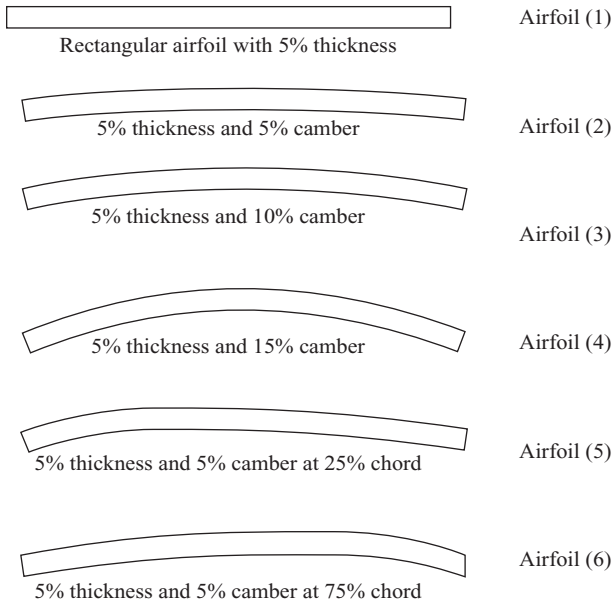 Airfoil (1)
Rectangular airfoil with 5% thickness
Airfoil (2)
5% thickness and 5% camber
5% thickness and 10% camber
Airfoil (3)
Airfoil (4)
5% thickness and 15% camber
Airfoil (5)
5% thickness and 5% camber at 25% chord
Airfoil (6)
5% thickness and 5% camber at 75% chord